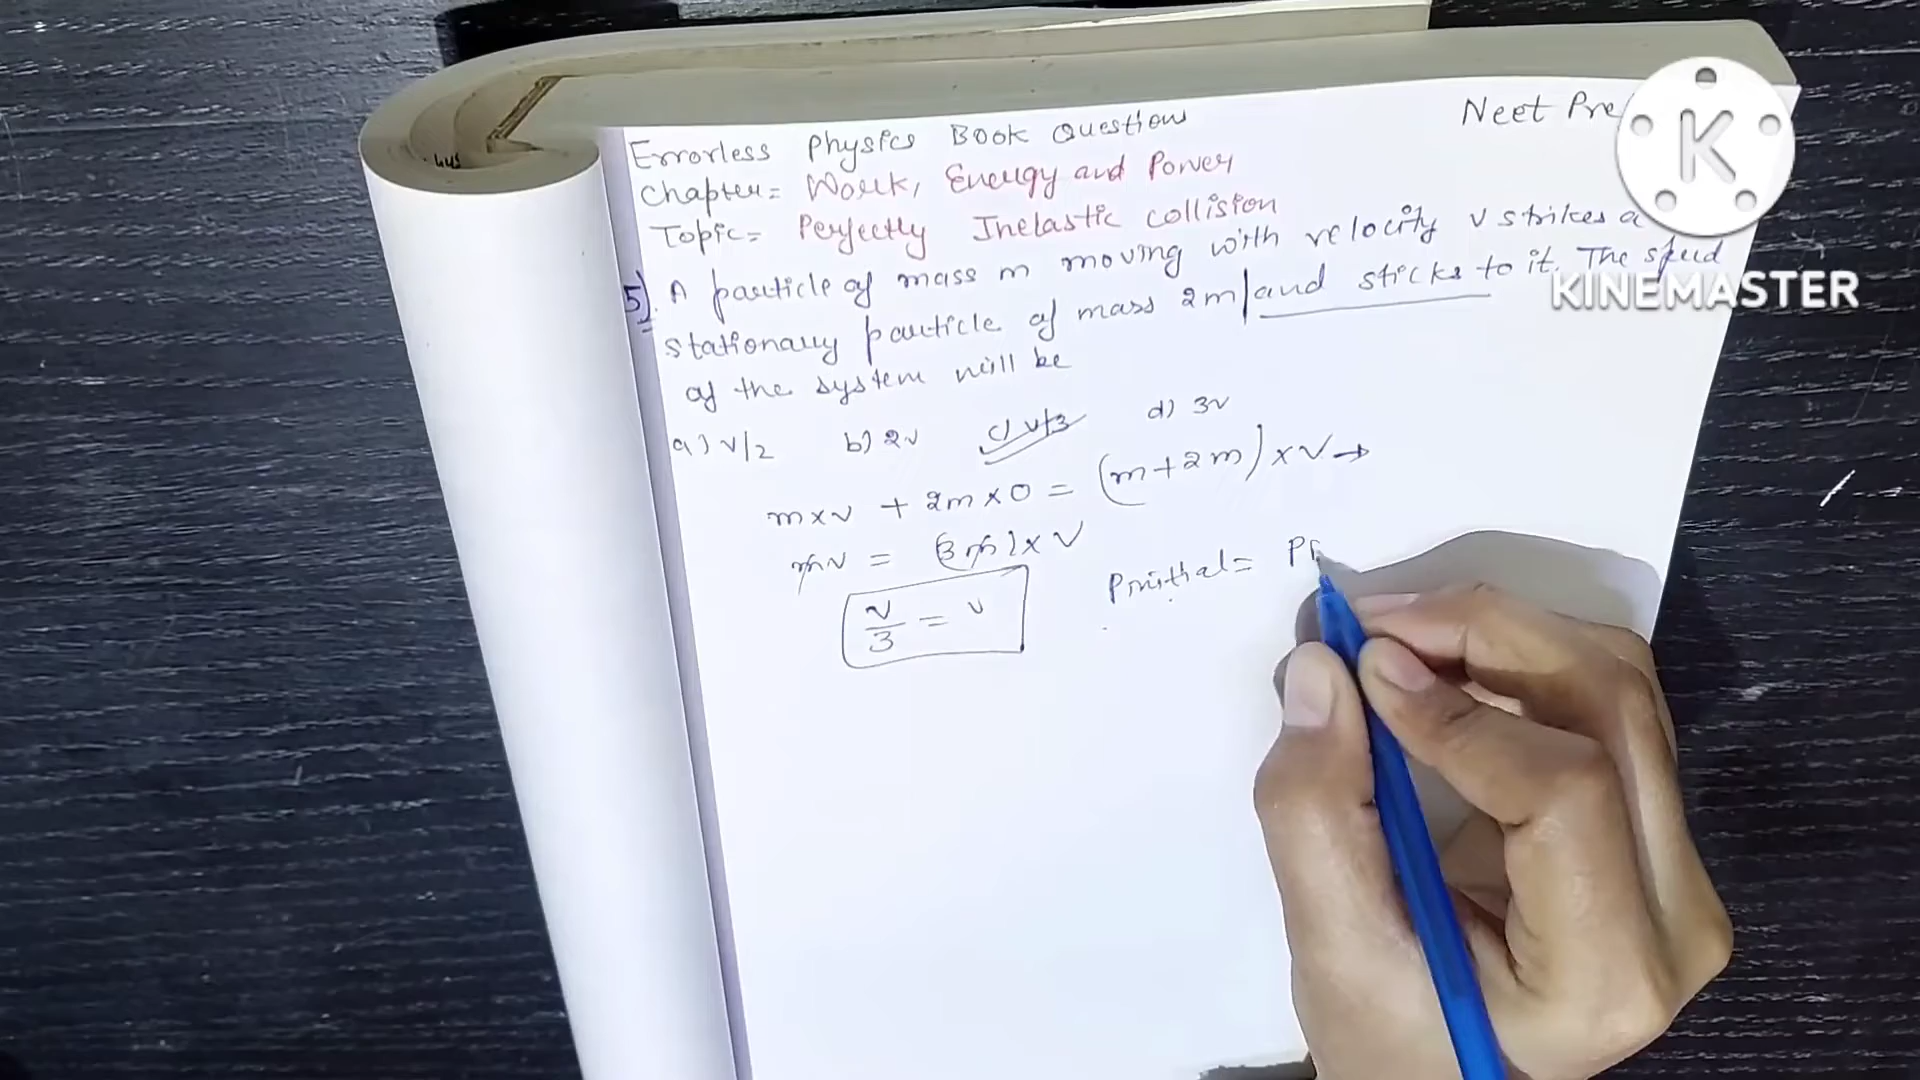 Neet Pre
Errorless Physics Book Question
Chapter= Work, Energy and Power
Topic= Perfectly Inelastic collision
5). A particle of mass m moving with velocity v strikes a
stationary particle of mass 2m and sticks to it. The speed
of the system will be
a) v/2 b) 2v c) v/3 d) 3v
m×v + 2m×0 = (m+2m)×v→
mv = (3m)×v
v/3 = v
Pinitial= P
K
KINEMASTER